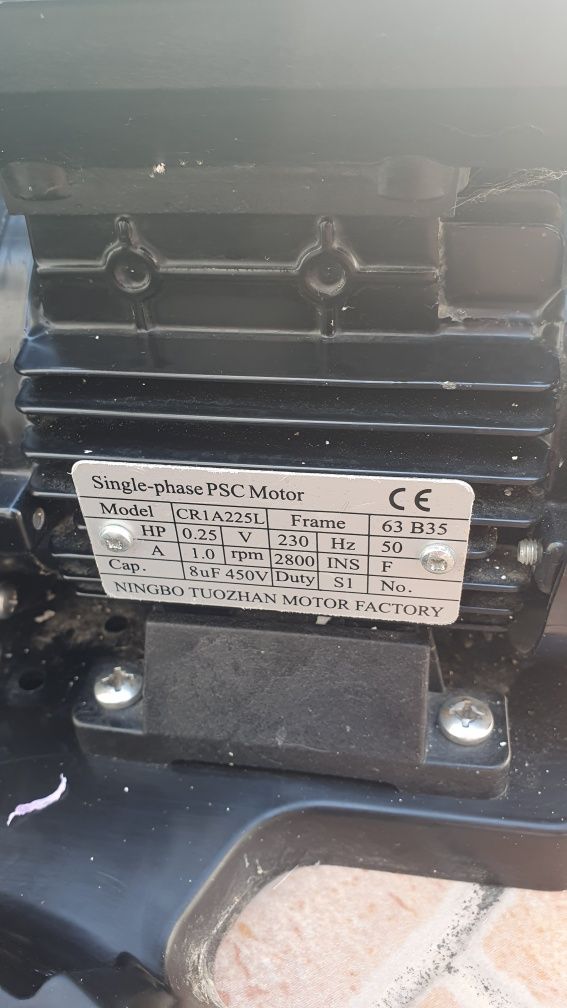 Single-phase PSC Motor CE
Model CR1A225L Frame 63 B35
HP 0.25 V 230 Hz 50
A 1.0 rpm 2800 INS F
Cap. 8uF 450V Duty S1 No.
NINGBO TUOZHAN MOTOR FACTORY